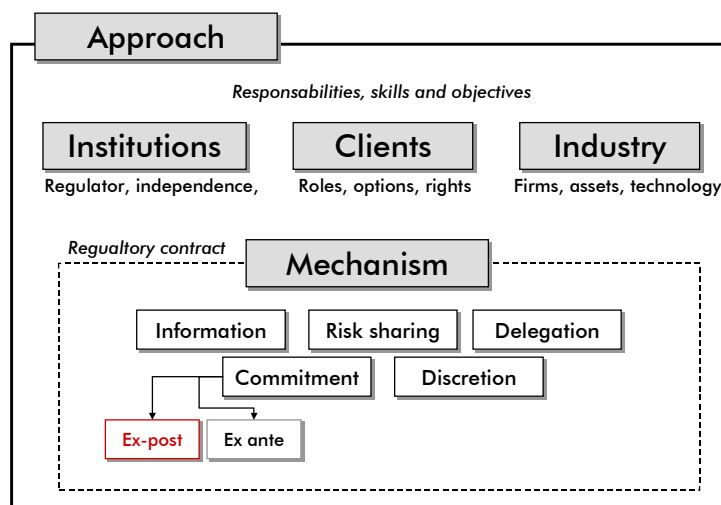 Approach
Responsabilities, skills and objectives
Institutions
Clients
Industry
Regulator, independence,
Roles, options, rights
Firms, assets, technology
Regualtory contract
Mechanism
Information
Risk sharing
Delegation
Commitment
Discretion
Ex-post
Ex ante